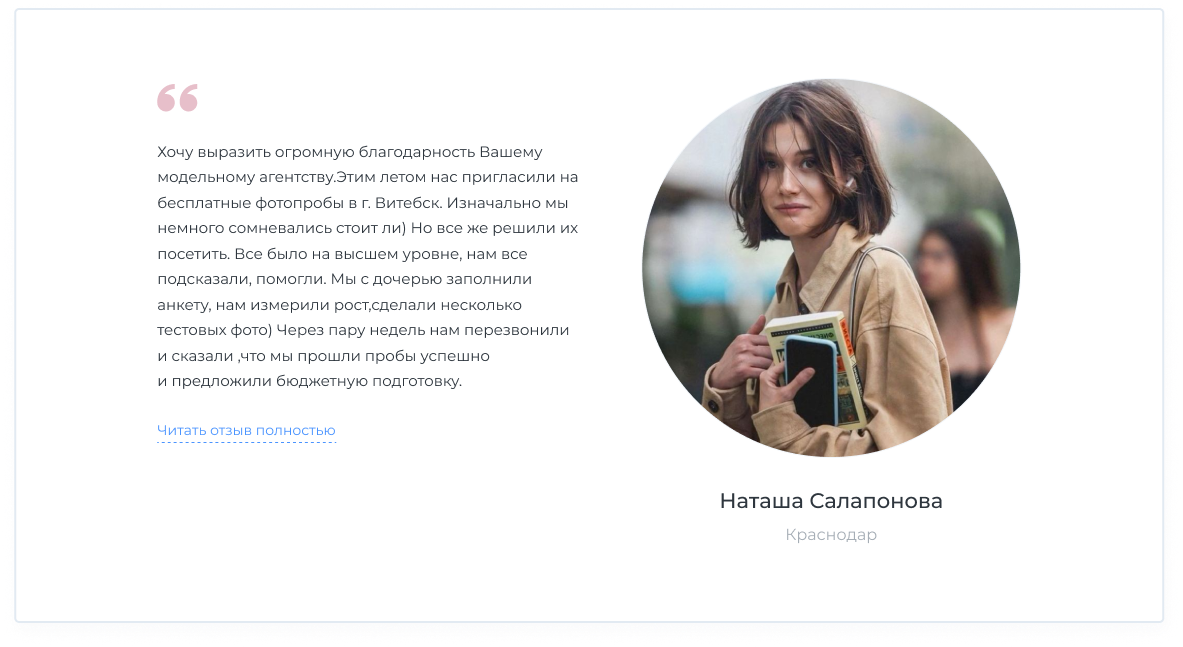 Хочу выразить огромную благодарность Вашему
модельному агентству.Этим летом нас пригласили на
бесплатные фотопробы в г. Витебск. Изначально мы
немного сомневались стоит ли) Но все же решили их
посетить. Все было на высшем уровне, нам все
подсказали, помогли. Мы с дочерью заполнили
анкету, нам измерили рост,сделали несколько
тестовых фото) Через пару недель нам перезвонили
и сказали ,что мы прошли пробы успешно
и предложили бюджетную подготовку.
Читать отзыв полностью
Наташа Салапонова
Краснодар